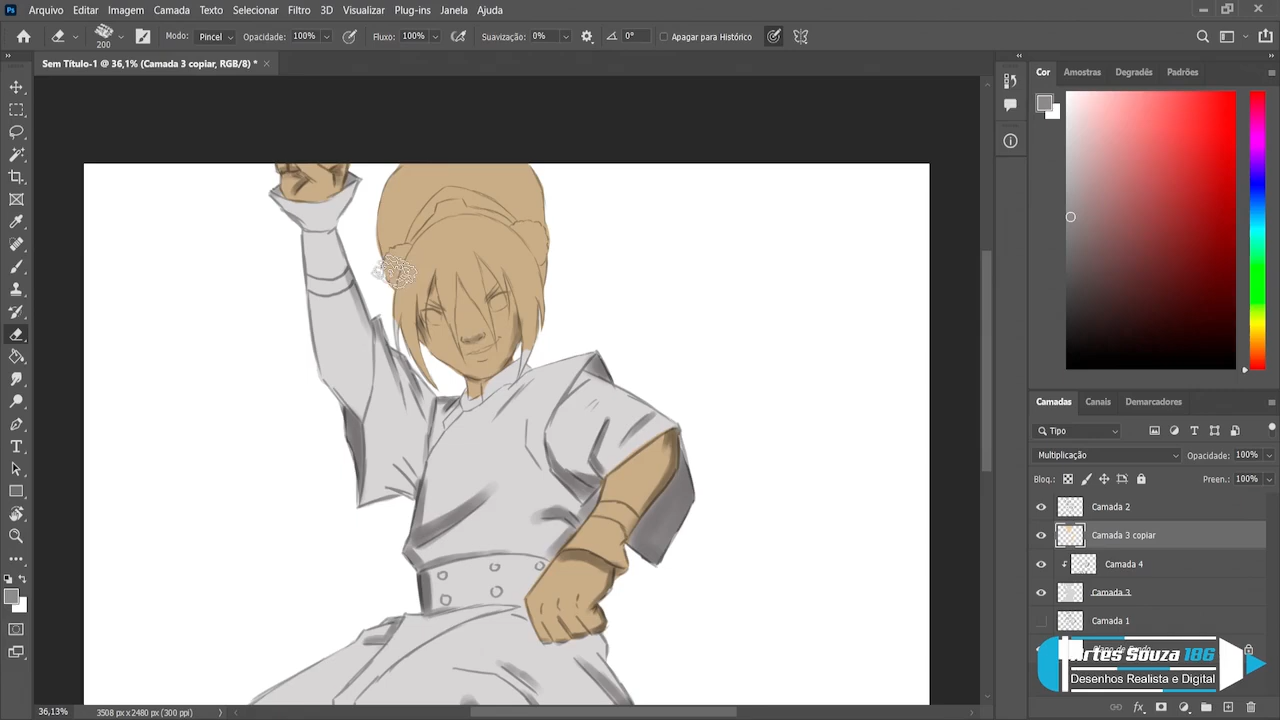 Ps Arquivo Editar Imagem Camada Texto Selecionar Filtro 3D Visualizar Plug-ins Janela Ajuda
200 Modo: Pincel Opacidade: 100% Fluxo: 100% Suavização: 0% 0° Apagar para Histórico
Sem Título-1 @ 36,1% (Camada 3 copiar, RGB/8) *
Cor Amostras Degradês Padrões
Camadas Canais Demarcadores
Tipo
Multiplicação Opacidade: 100%
Bloq.: Preen.: 100%
Camada 2
Camada 3 copiar
Camada 4
Camada 3
Camada 1
Artes Souza 186
Desenhos Realista e Digital
36,13% 3508 px x 2480 px (300 ppi)